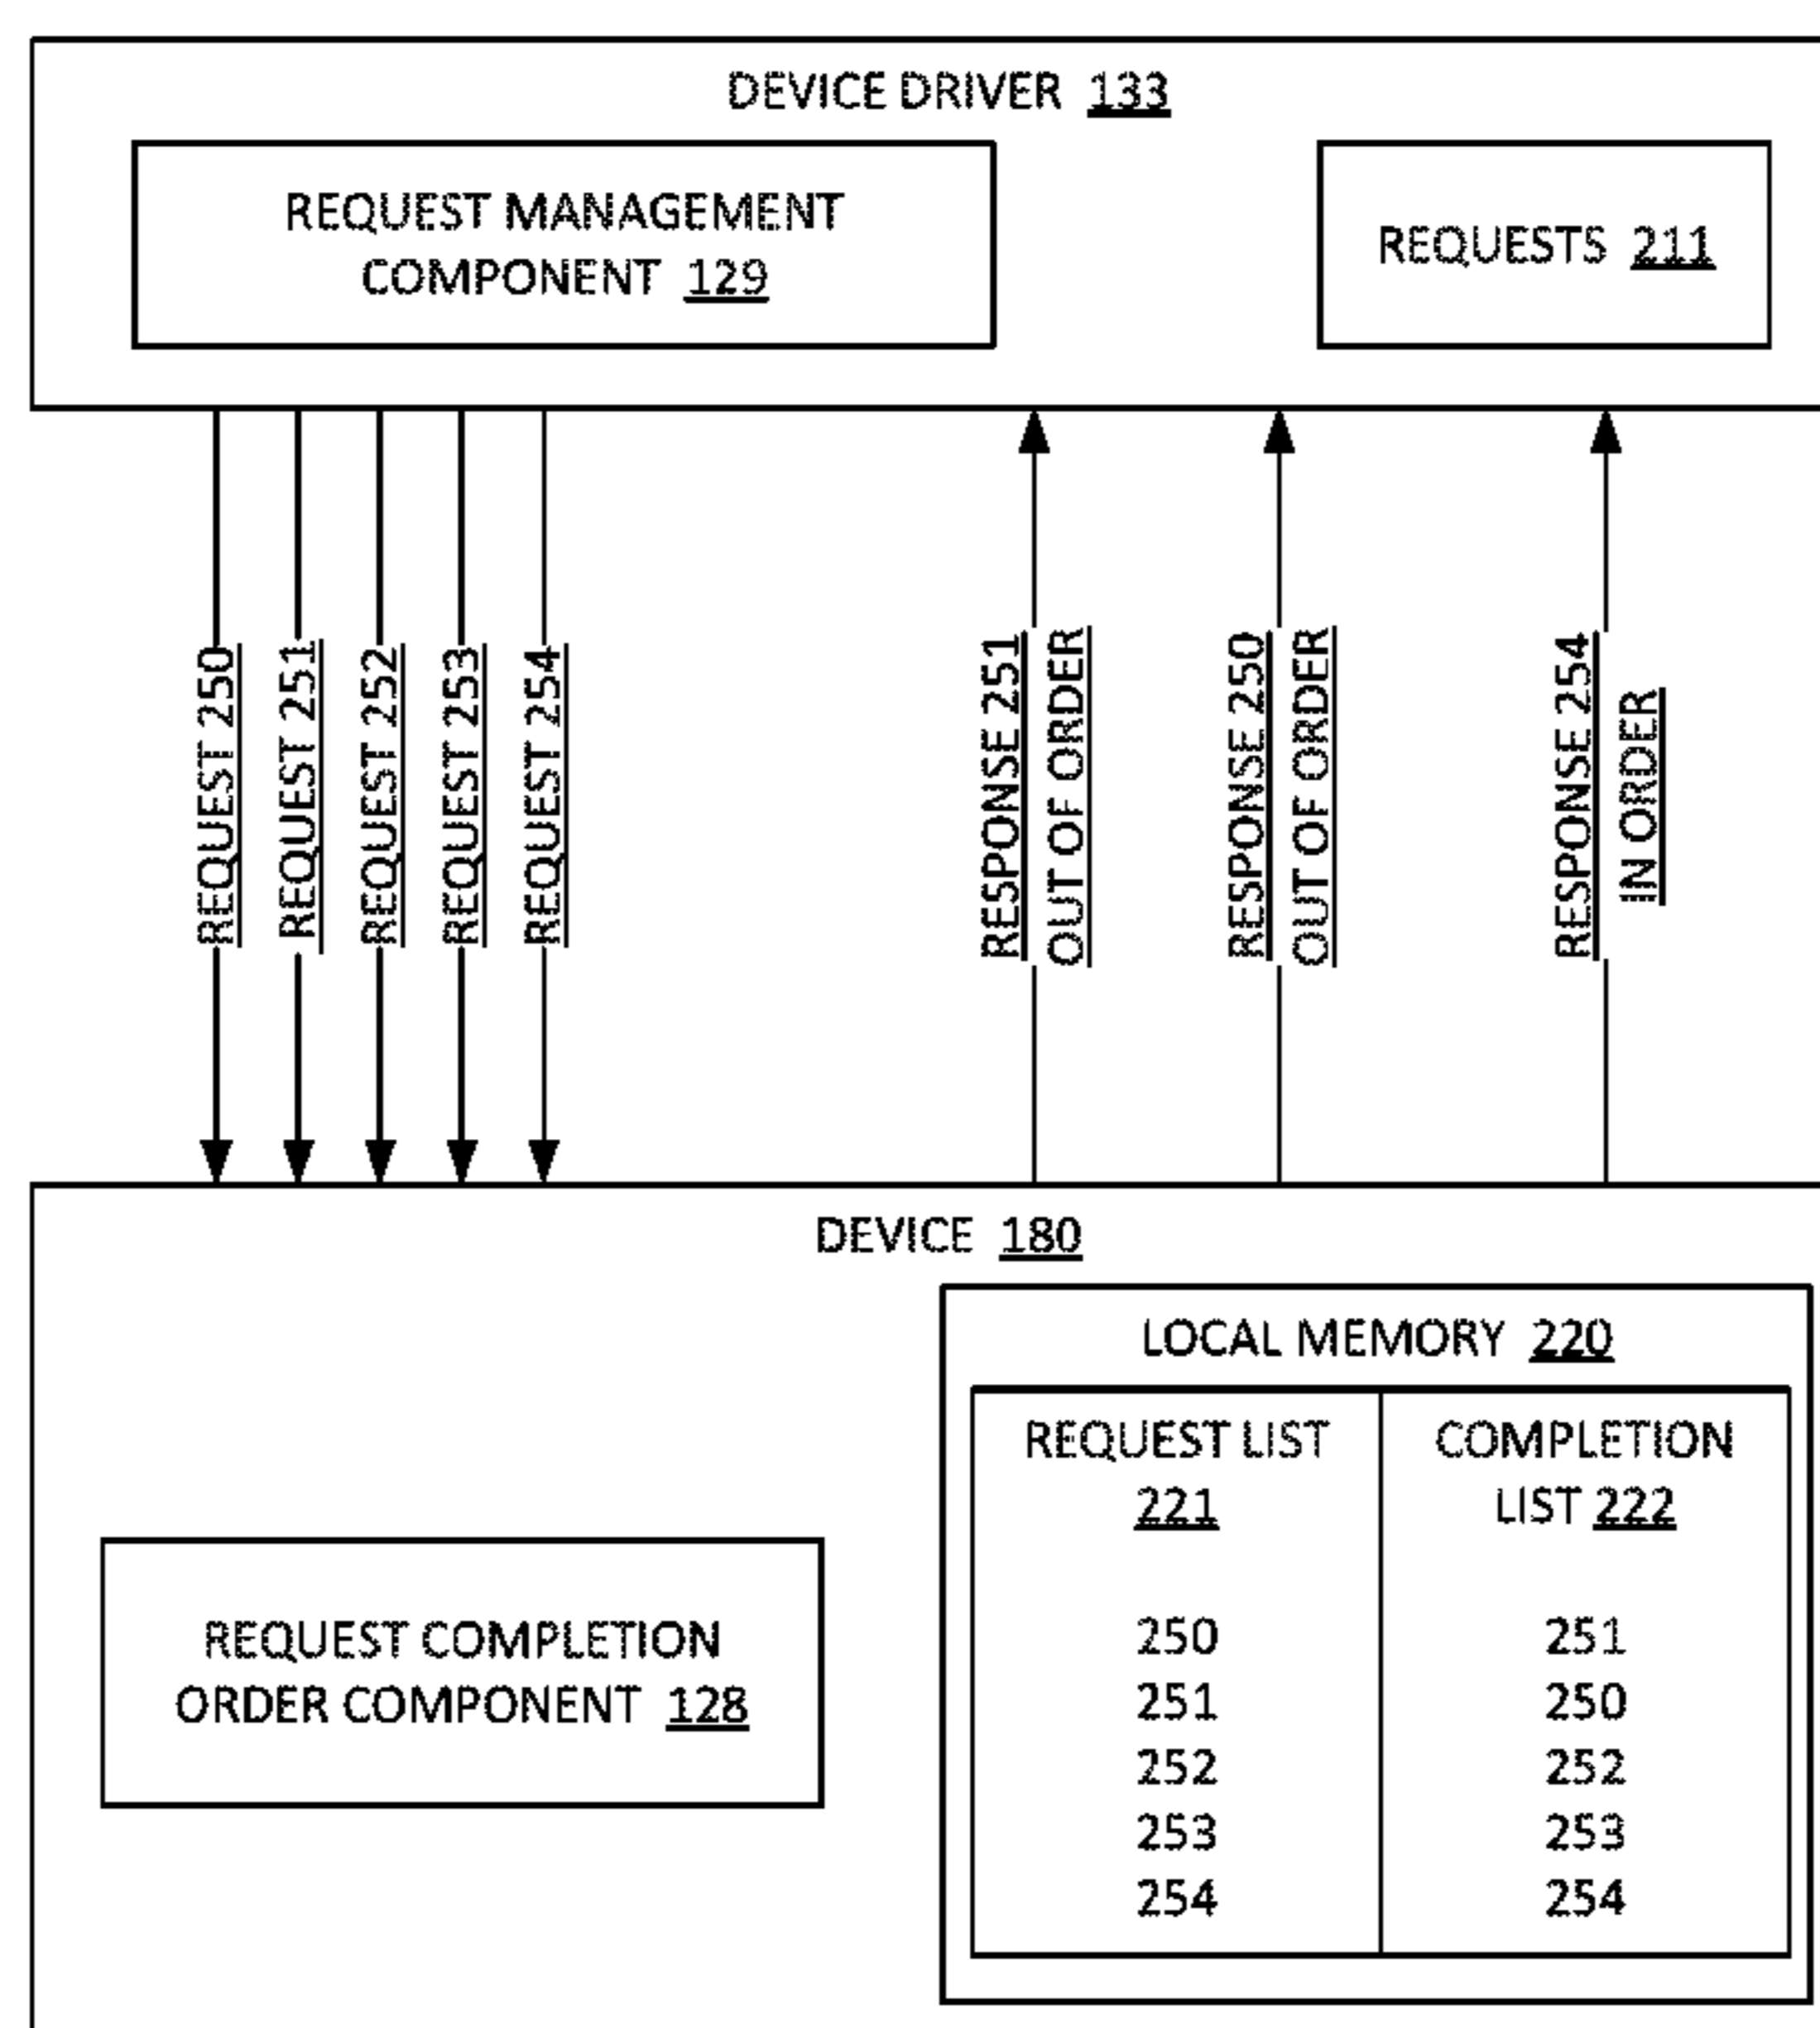 DEVICE DRIVER 133
REQUEST MANAGEMENT
COMPONENT 129
REQUESTS 211
REQUEST 250
REQUEST 251
REQUEST 252
REQUEST 253
REQUEST 254
RESPONSE 251
OUT OF ORDER
RESPONSE 250
OUT OF ORDER
RESPONSE 254
IN ORDER
DEVICE 180
REQUEST COMPLETION
ORDER COMPONENT 128
LOCAL MEMORY 220
REQUEST LIST
221
250
251
252
253
254
COMPLETION
LIST 222
251
250
252
253
254